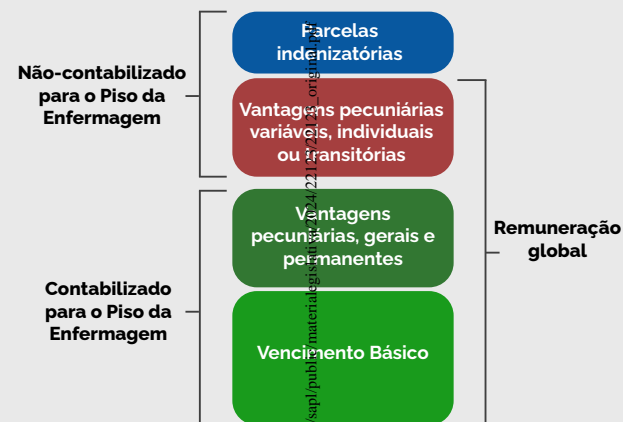 Parcelas
indenizatórias
Não-contabilizado
para o Piso da
Enfermagem
Vantagens pecuniárias
variáveis, individuais
ou transitórias
Vantagens
pecuniárias, gerais e
permanentes
Remuneração
global
Contabilizado
para o Piso da
Enfermagem
Vencimento Básico